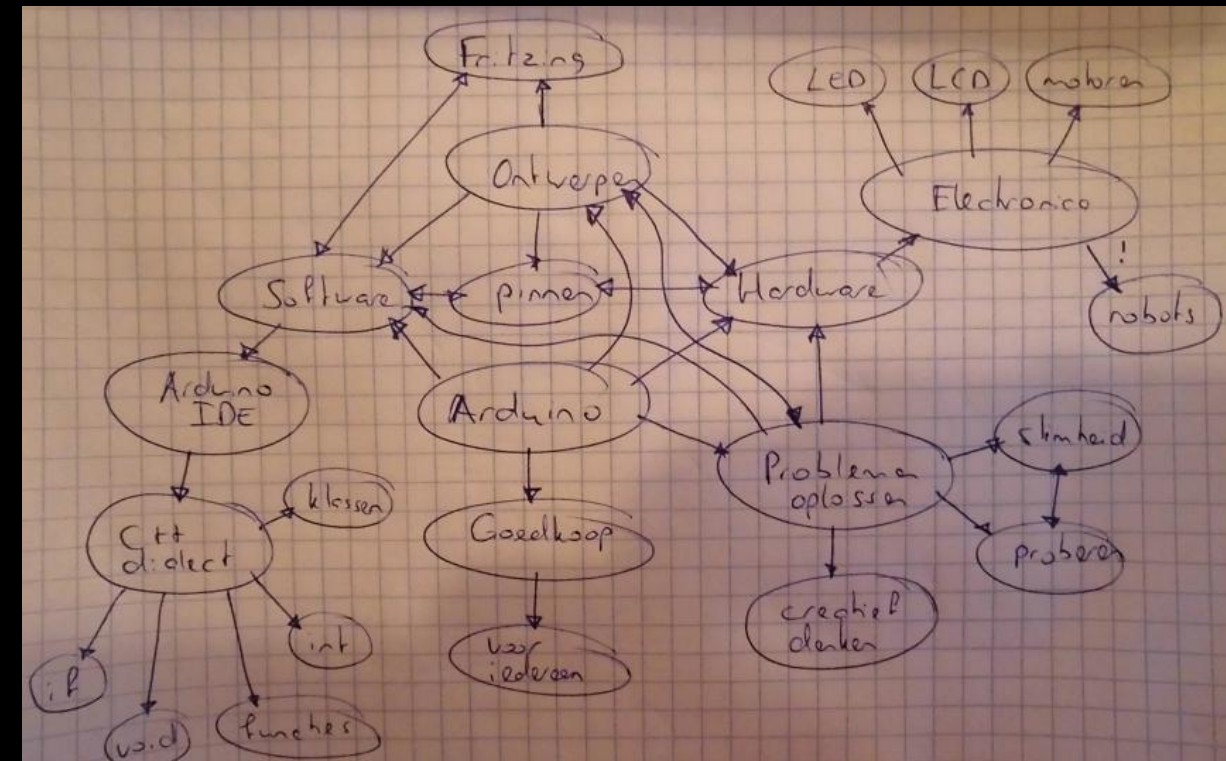 Fritzing
LED
LCD
motoren
Ontwerpen
Electronica
!
Software
pinnen
Hardware
robots
Arduino
IDE
Arduino
slimheid
Problemen
oplossen
klassen
C++
dialect
Goedkoop
proberen
int
creatief
denken
voor
iedereen
if
void
functies